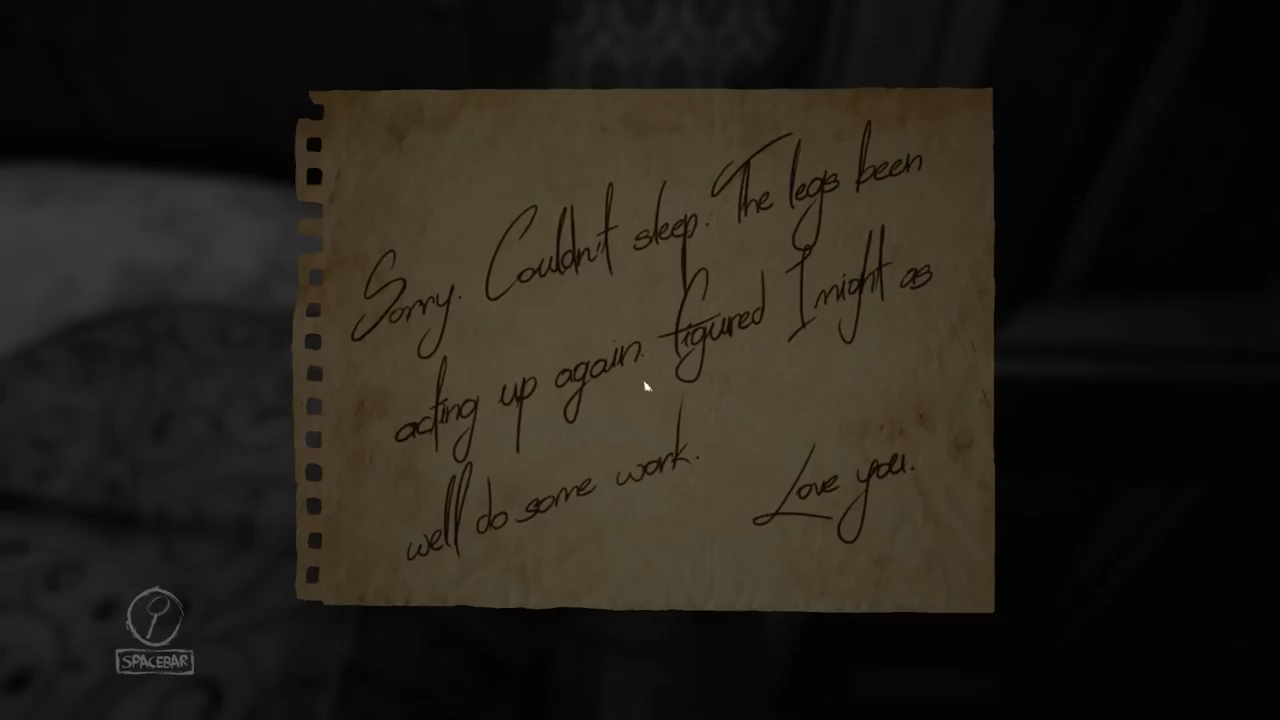 Sorry. Couldn't sleep. The legs been
acting up again. figured I might as
well do some work.
Love you.
SPACEBAR